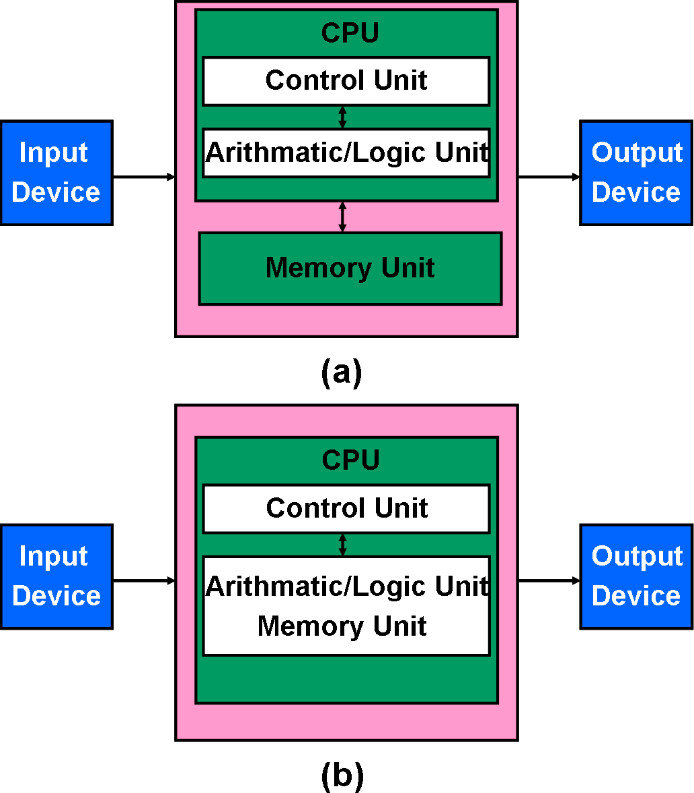 CPU
Control Unit
Arithmatic/Logic Unit
Input
Device
Output
Device
Memory Unit
(a)
CPU
Control Unit
Arithmatic/Logic Unit
Memory Unit
Input
Device
Output
Device
(b)